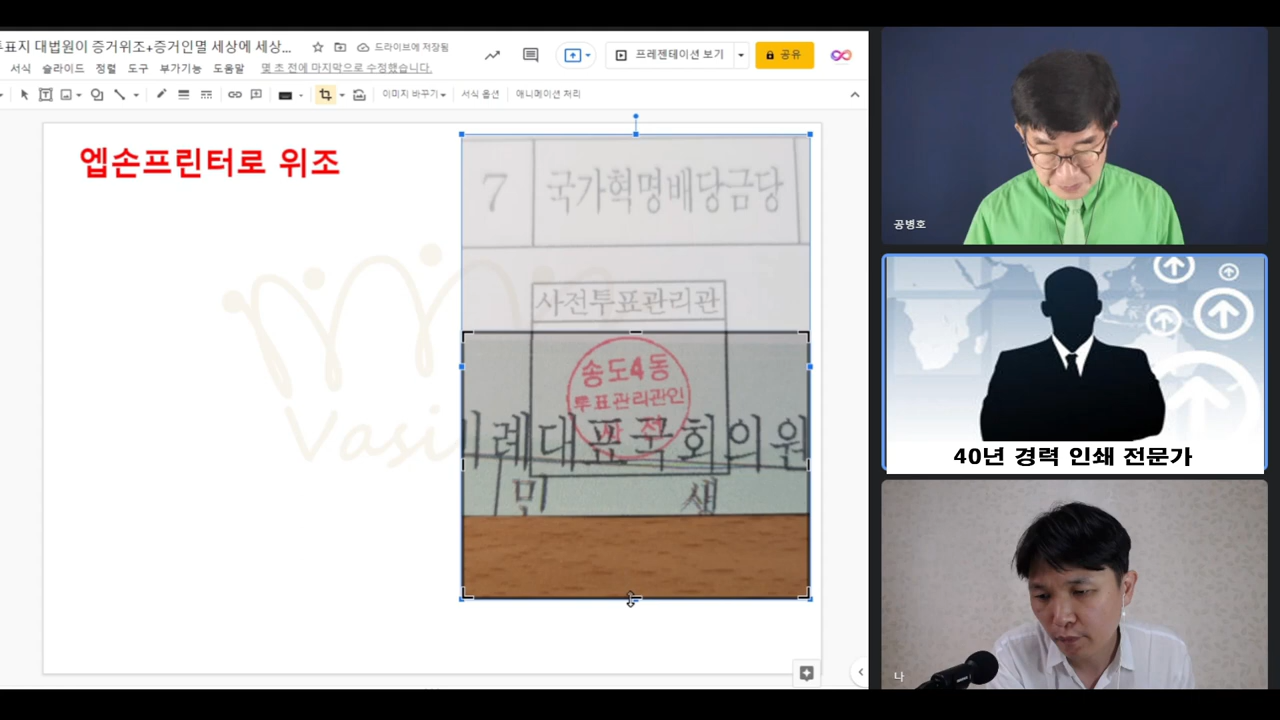 투표지 대법원이 증거위조+증거인멸 세상에 세상...
드라이브에 저장됨
서식 슬라이드 정렬 도구 부가기능 도움말 몇 초 전에 마지막으로 수정했습니다.
프레젠테이션 보기
공유
이미지 바꾸기 서식 옵션 애니메이션 처리
엡손프린터로 위조
7 국가혁명배당금당
사전투표관리관
송도4동
투표관리관인
사전
비례대표국회의원
민생
Vasi
공병호
40년 경력 인쇄 전문가
나